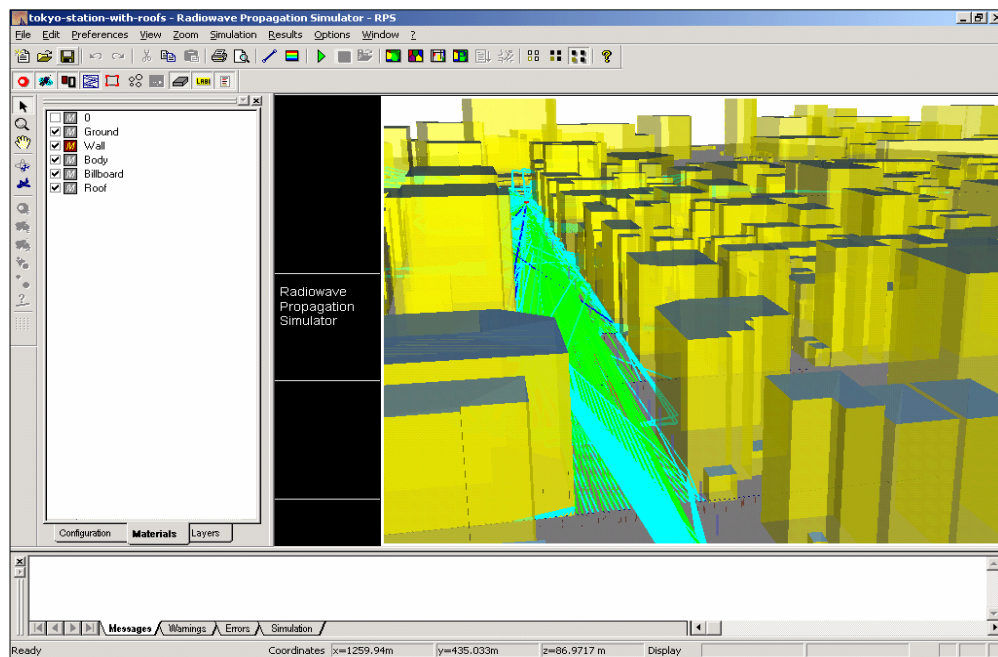 tokyo-station-with-roofs - Radiowave Propagation Simulator - RPS
File Edit Preferences View Zoom Simulation Results Options Window ?
LABE
0
Ground
Wall
Body
Billboard
Roof
Radiowave
Propagation
Simulator
Configuration Materials Layers
Messages Warnings Errors Simulation
Ready Coordinates x=1259.94m y=435.033m z=86.9717 m Display